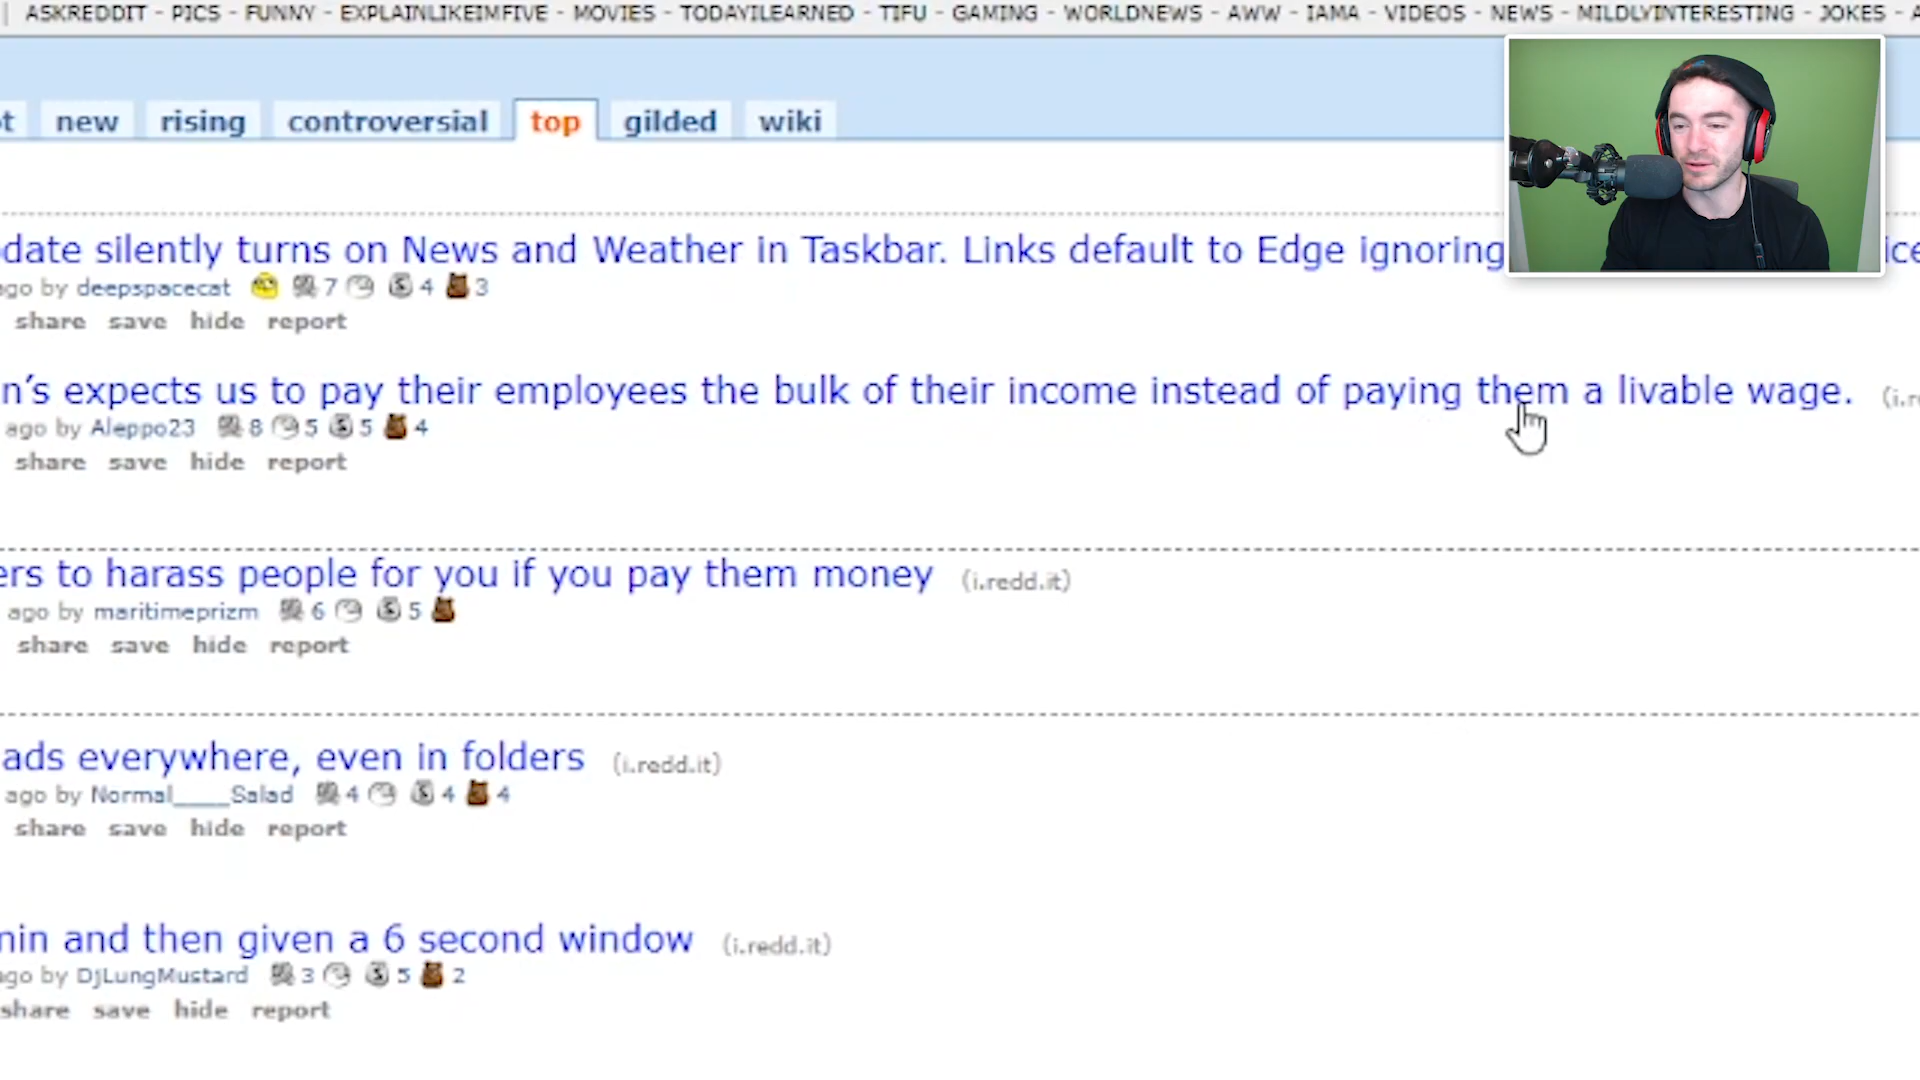 ASKREDDIT - PICS - FUNNY - EXPLAINLIKEIMFIVE - MOVIES - TODAYILEARNED - TIFU - GAMING - WORLDNEWS - AWW - IAMA - VIDEOS - NEWS - MILDLYINTERESTING - JOKES -
new rising controversial top gilded wiki
date silently turns on News and Weather in Taskbar. Links default to Edge ignoring
ago by deepspacecat 7 4 3
share save hide report
n's expects us to pay their employees the bulk of their income instead of paying them a livable wage. (i.r
ago by Aleppo23 8 5 5 4
share save hide report
ers to harass people for you if you pay them money (i.redd.it)
ago by maritimeprizm 6 5
share save hide report
ads everywhere, even in folders (i.redd.it)
ago by Normal____Salad 4 4 4
share save hide report
min and then given a 6 second window (i.redd.it)
ago by DjLungMustard 3 5 2
share save hide report